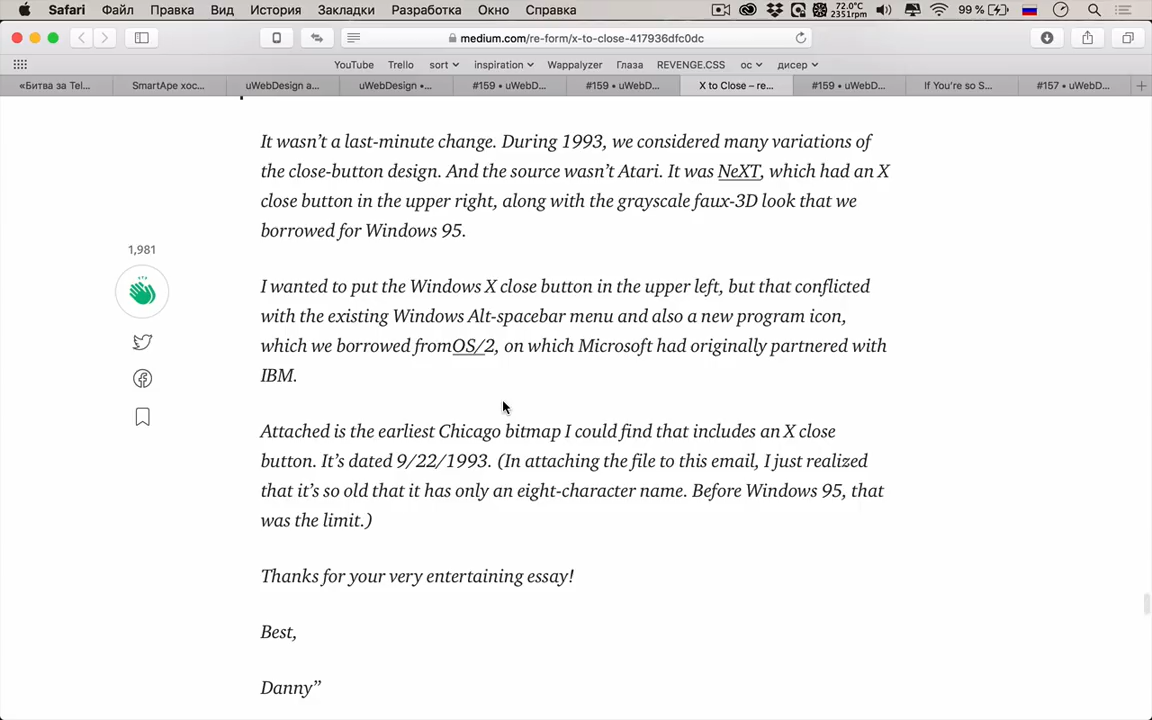 Safari Файл Правка Вид История Закладки Разработка Окно Справка 72.0°C 2351rpm 99 %
medium.com/re-form/x-to-close-417936dfc0dc
YouTube Trello sort inspiration Wappalyzer Глаза REVENGE.CSS ос дисер
«Битва за Tel... SmartApe хос... uWebDesign a... uWebDesign •... #159 • uWebD... #159 • uWebD... X to Close – re... #159 • uWebD... If You're so S... #157 • uWebD...
It wasn't a last-minute change. During 1993, we considered many variations of
the close-button design. And the source wasn't Atari. It was NeXT, which had an X
close button in the upper right, along with the grayscale faux-3D look that we
borrowed for Windows 95.
1,981
I wanted to put the Windows X close button in the upper left, but that conflicted
with the existing Windows Alt-spacebar menu and also a new program icon,
which we borrowed fromOS/2, on which Microsoft had originally partnered with
IBM.
Attached is the earliest Chicago bitmap I could find that includes an X close
button. It's dated 9/22/1993. (In attaching the file to this email, I just realized
that it's so old that it has only an eight-character name. Before Windows 95, that
was the limit.)
Thanks for your very entertaining essay!
Best,
Danny"